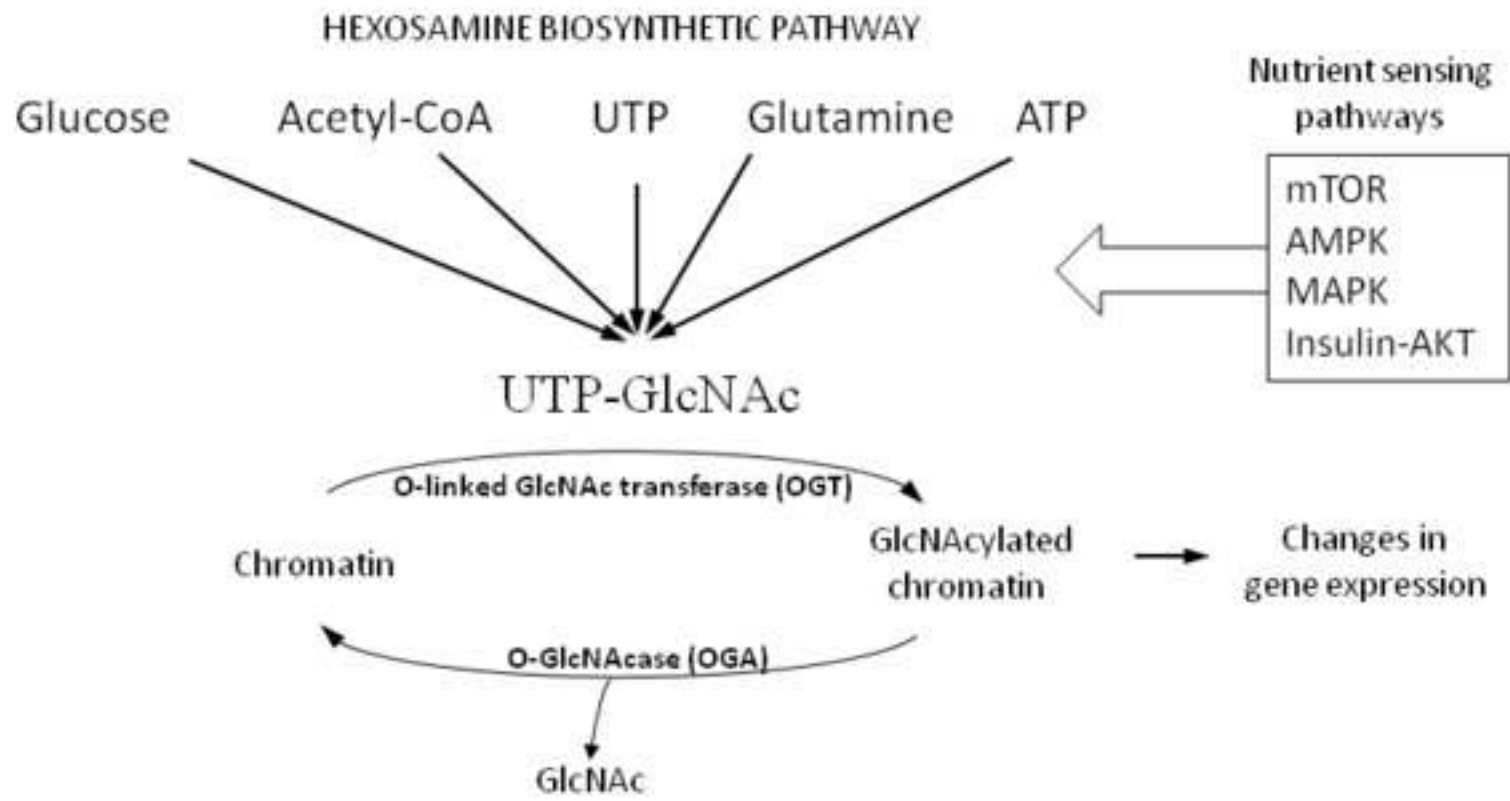 HEXOSAMINE BIOSYNTHETIC PATHWAY
Nutrient sensing
pathways
Glucose Acetyl-CoA UTP Glutamine ATP
mTOR
AMPK
MAPK
Insulin-AKT
UTP-GlcNAc
O-linked GlcNAc transferase (OGT)
Chromatin
GlcNAcylated
chromatin
Changes in
gene expression
O-GlcNAcase (OGA)
GlcNAc